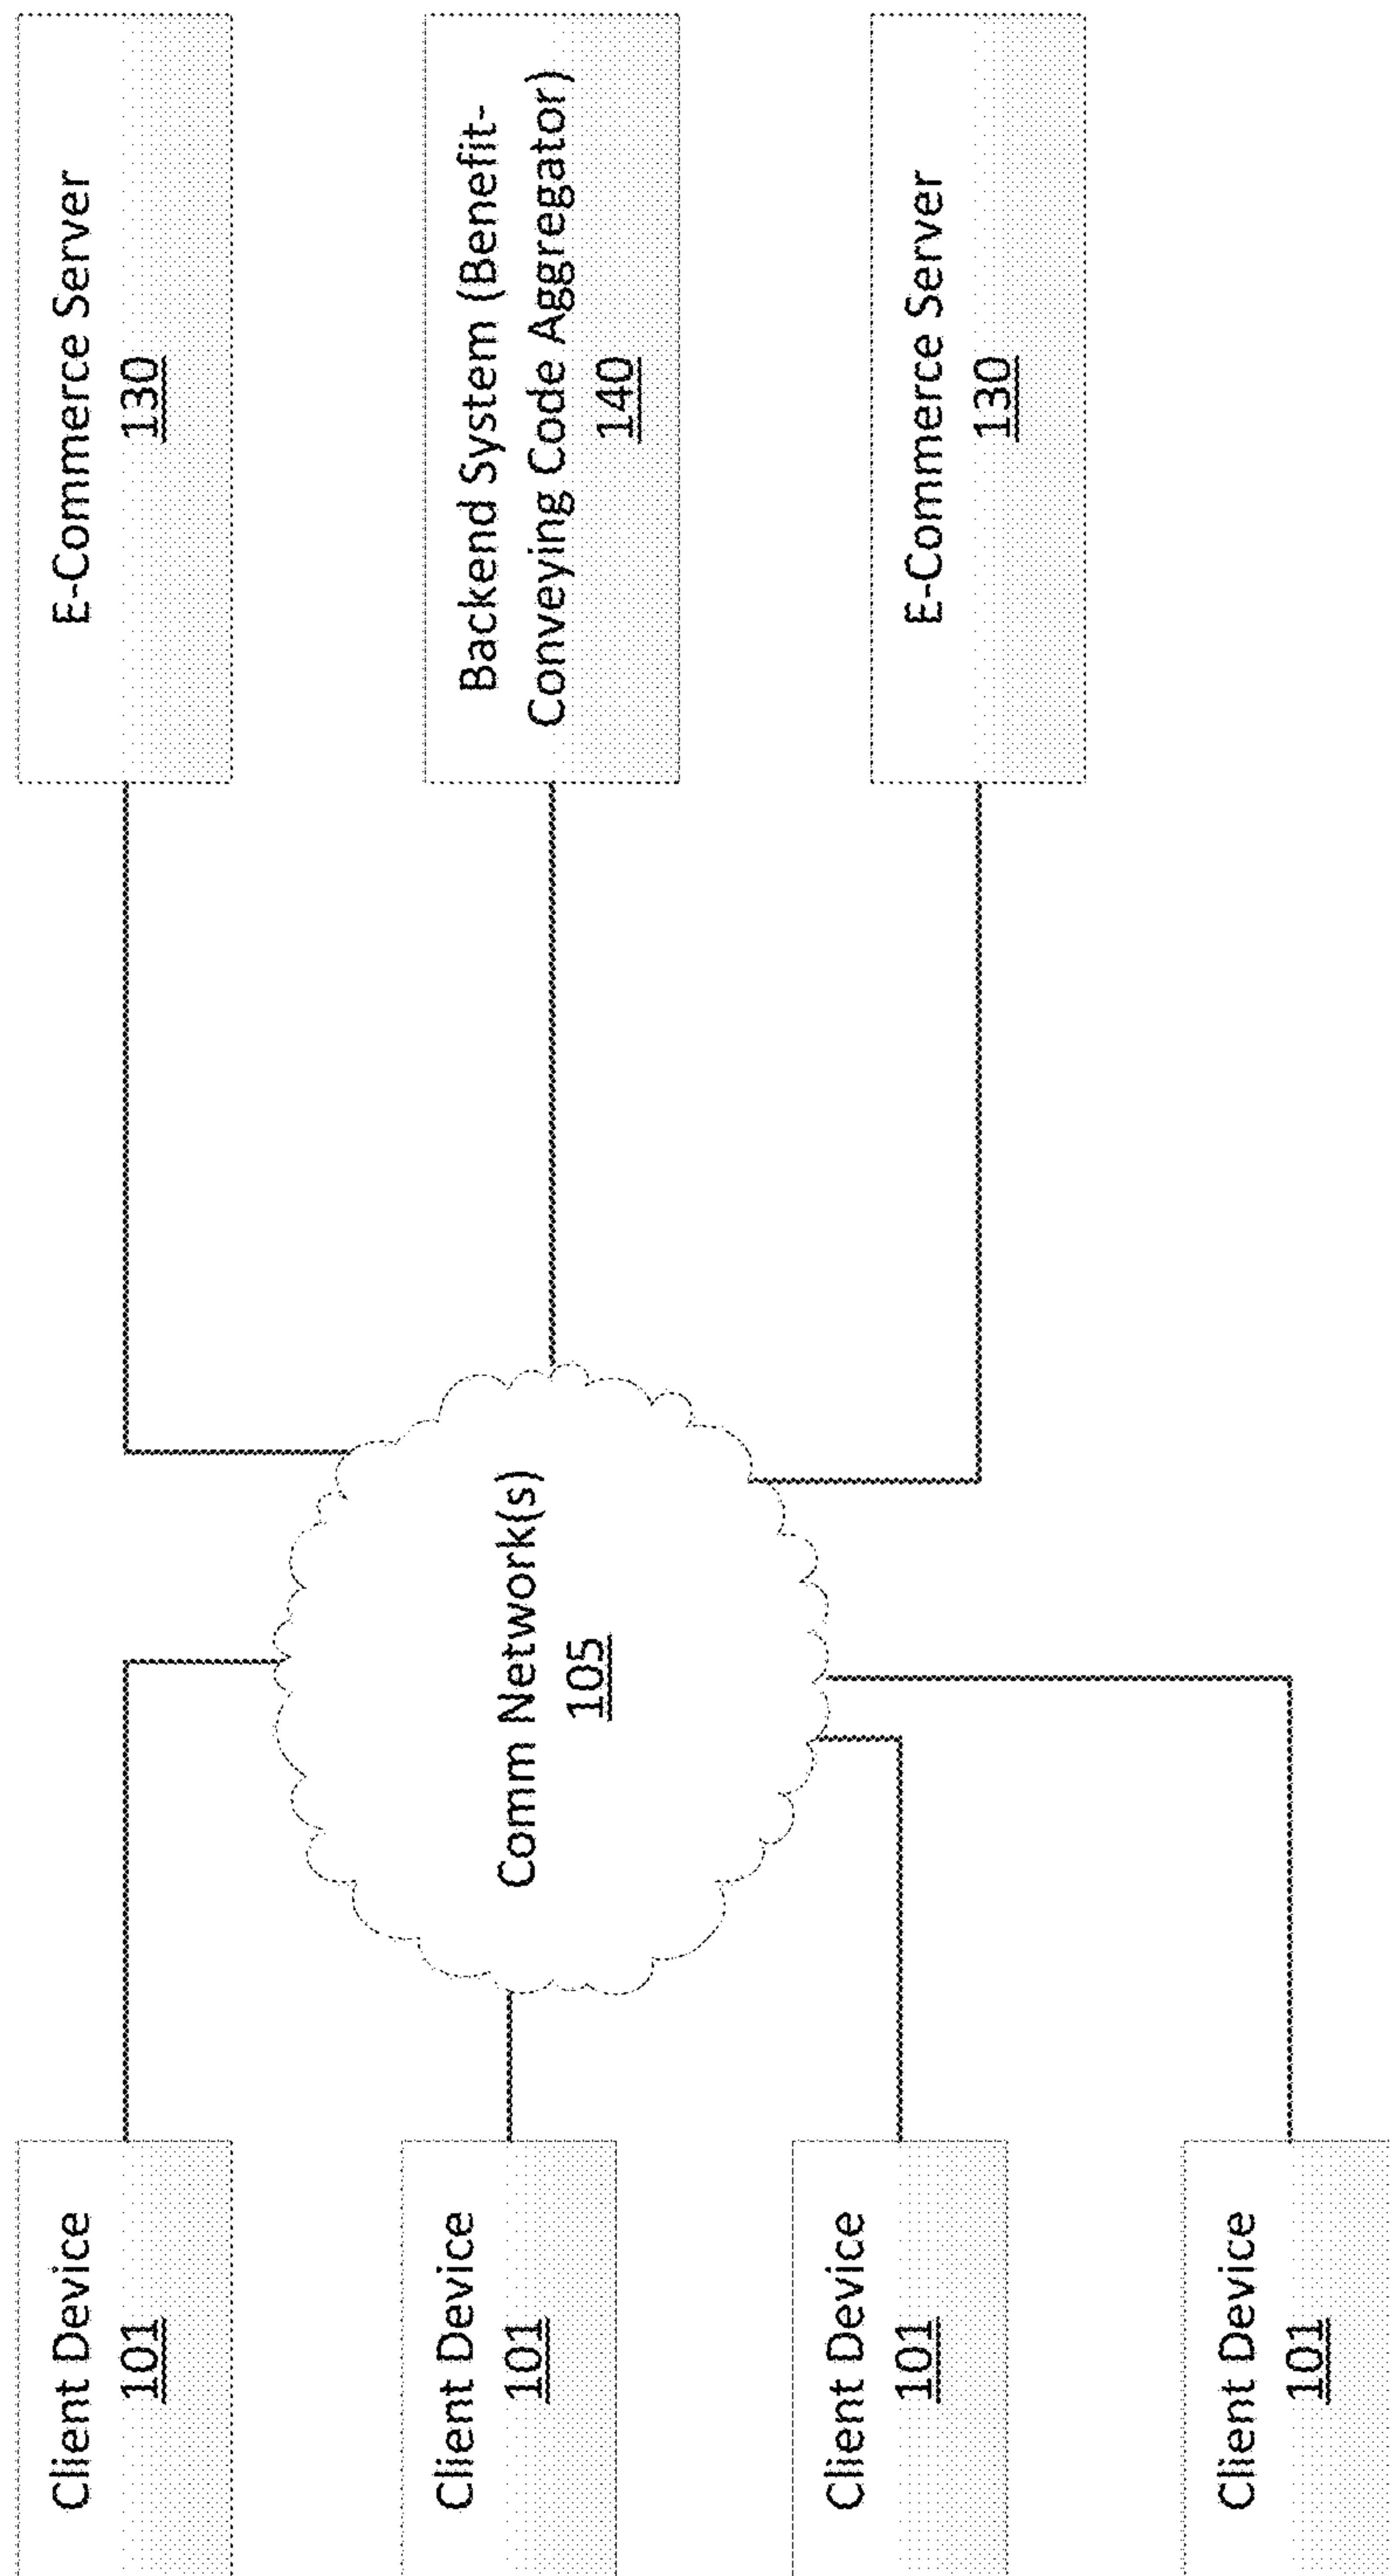 Client Device
101
Client Device
101
Client Device
101
Client Device
101
Comm Network(s)
105
E-Commerce Server
130
Backend System (Benefit-
Conveying Code Aggregator)
140
E-Commerce Server
130